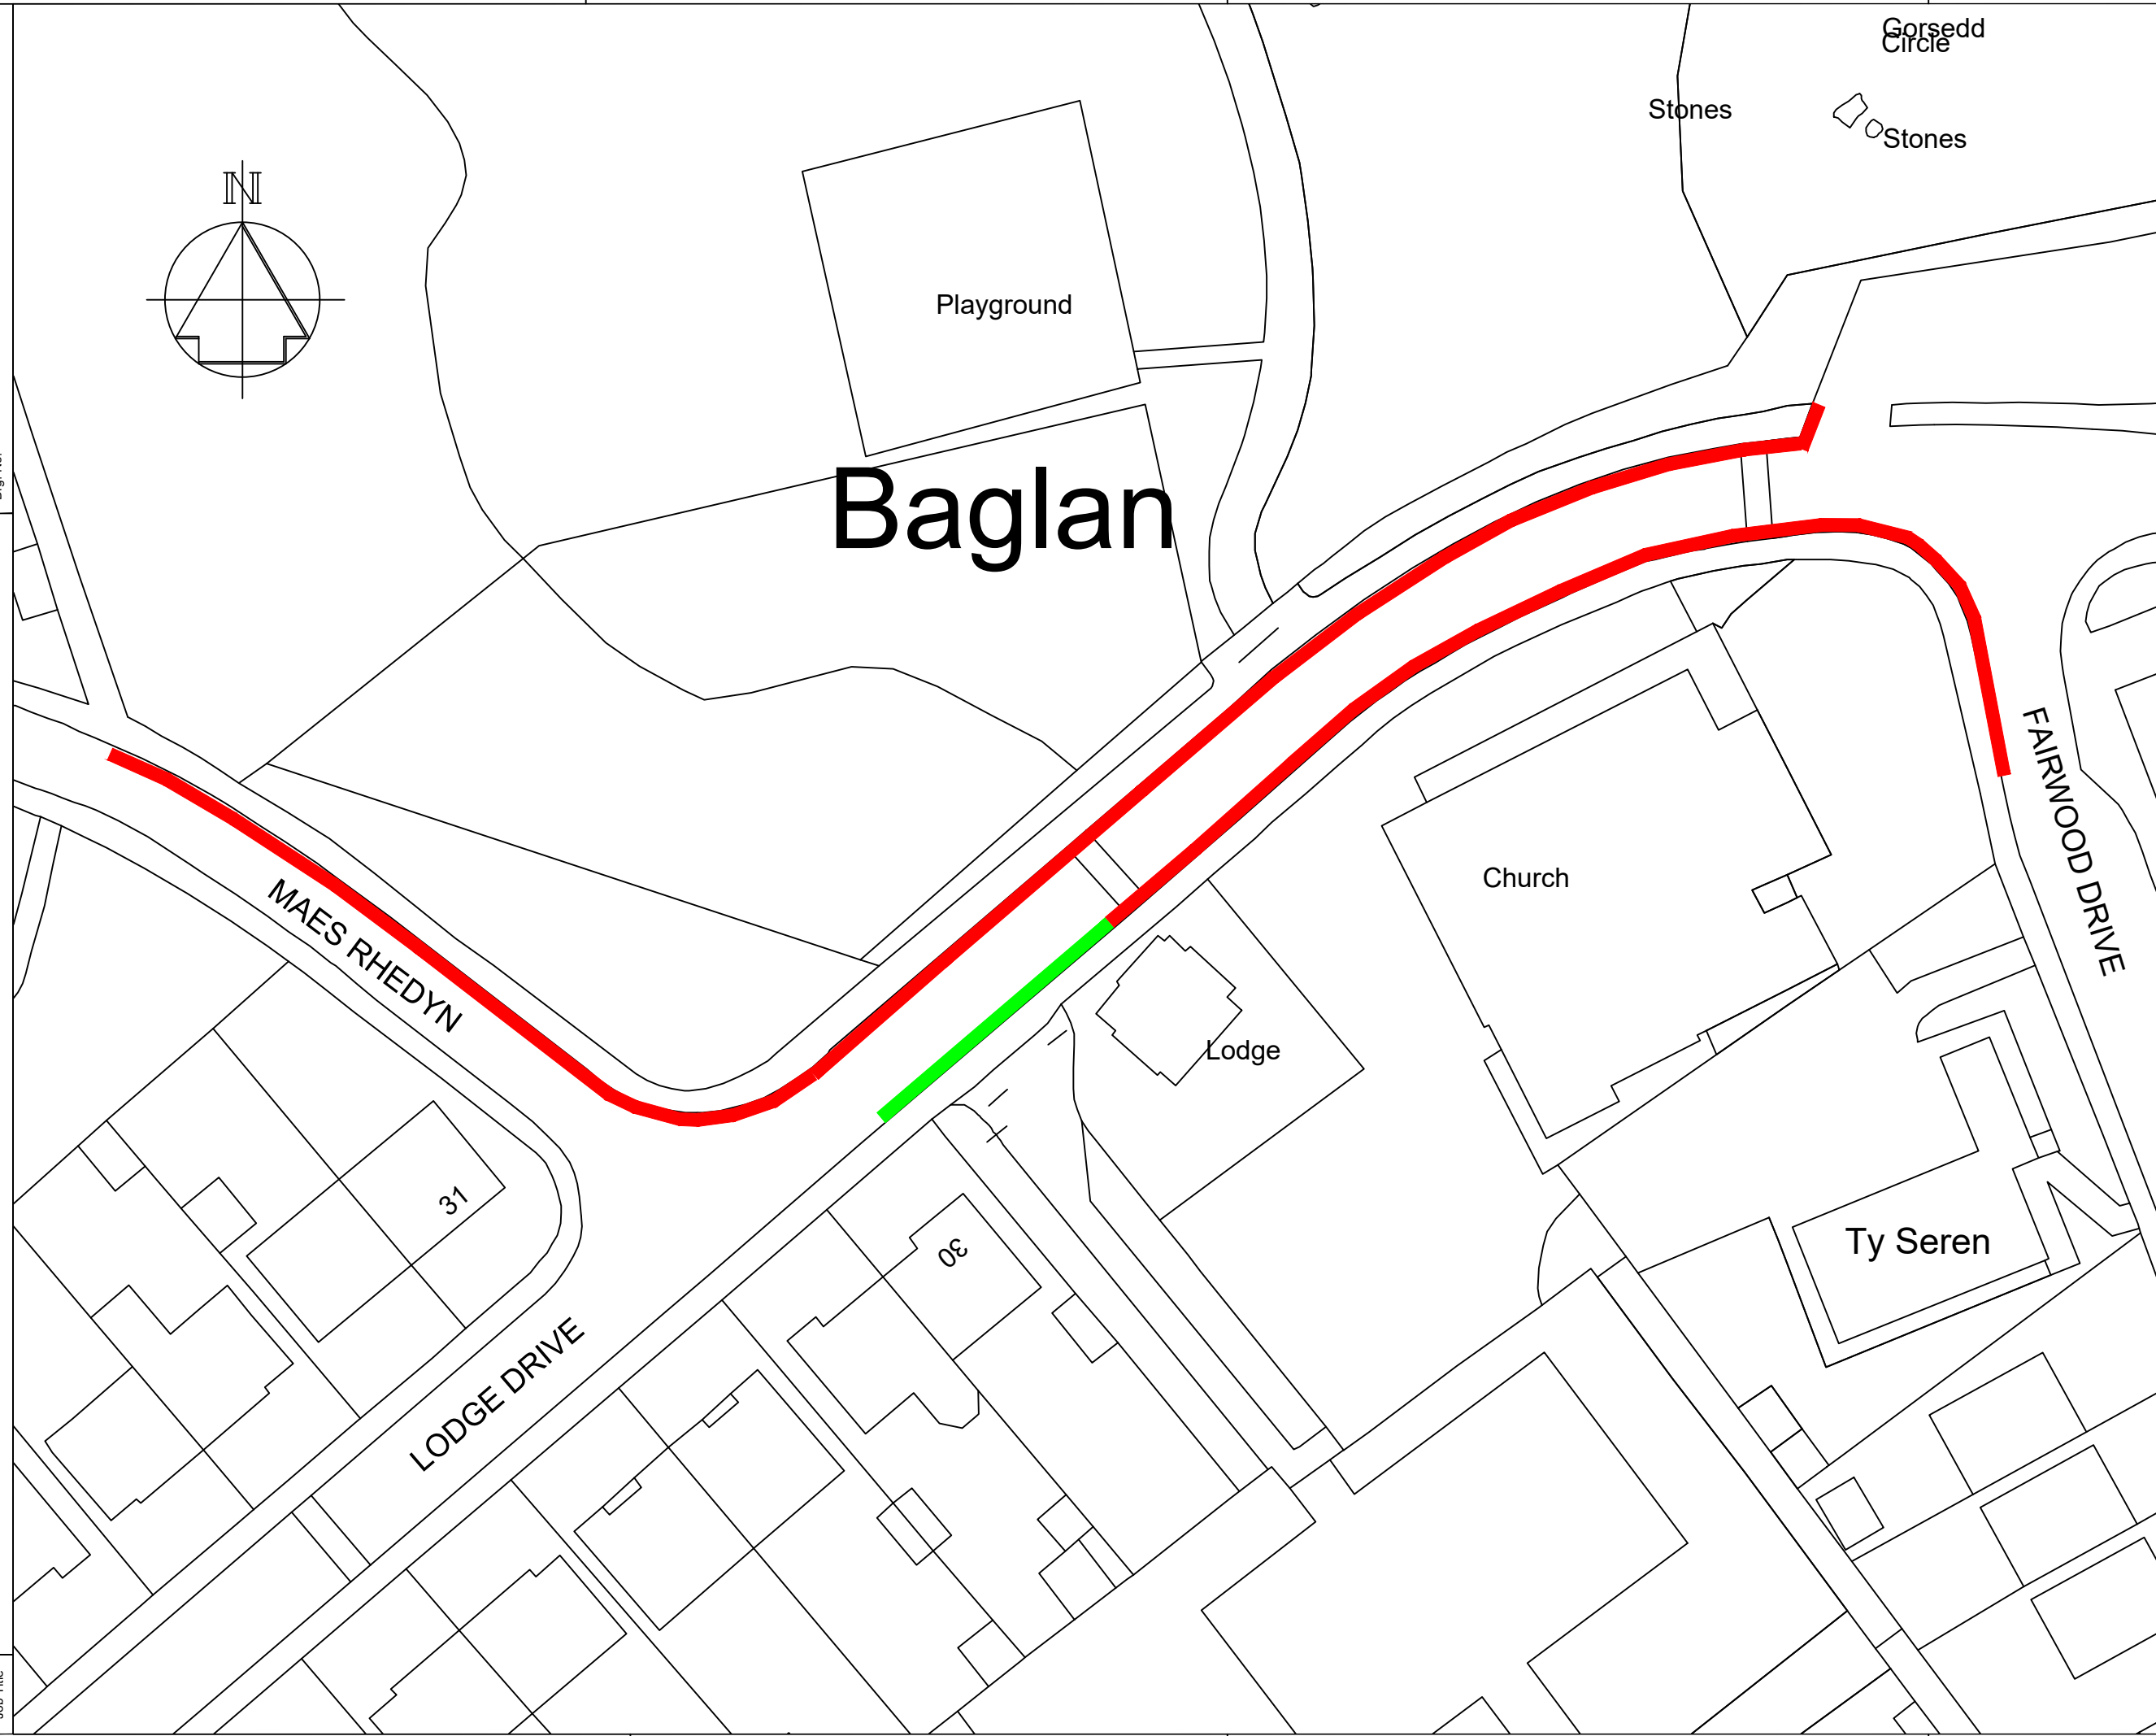 Gorsedd
Circle
Stones
Stones
N
Playground
Baglan
FAIRWOOD DRIVE
Church
MAES RHEDYN
Lodge
31
30
Ty Seren
LODGE DRIVE